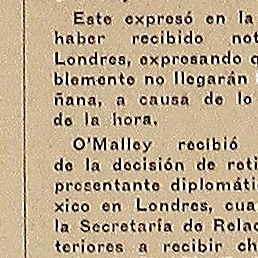 Este expresó en la
haber recibido not
Londres, expresando q
blemente no llegarán
ñana, a causa de lo
de la hora.
O'Malley recibió
de la decisión de reti
presentante diplomáti
xico en Londres, cua
la Secretaría de Relac
teriores a recibir ch